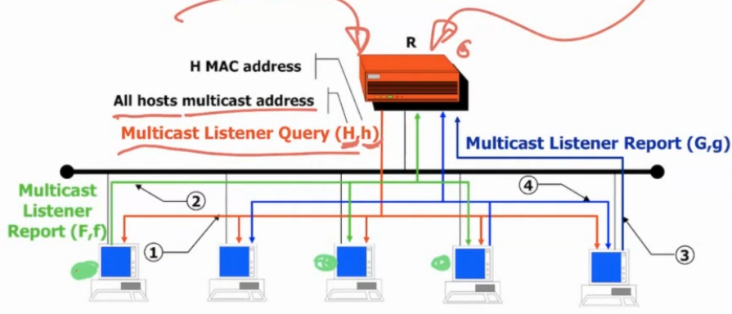 R
6
H MAC address
All hosts multicast address
Multicast Listener Query (H,h)
Multicast Listener Report (G,g)
Multicast
Listener
Report (F,f)
2
4
1
3